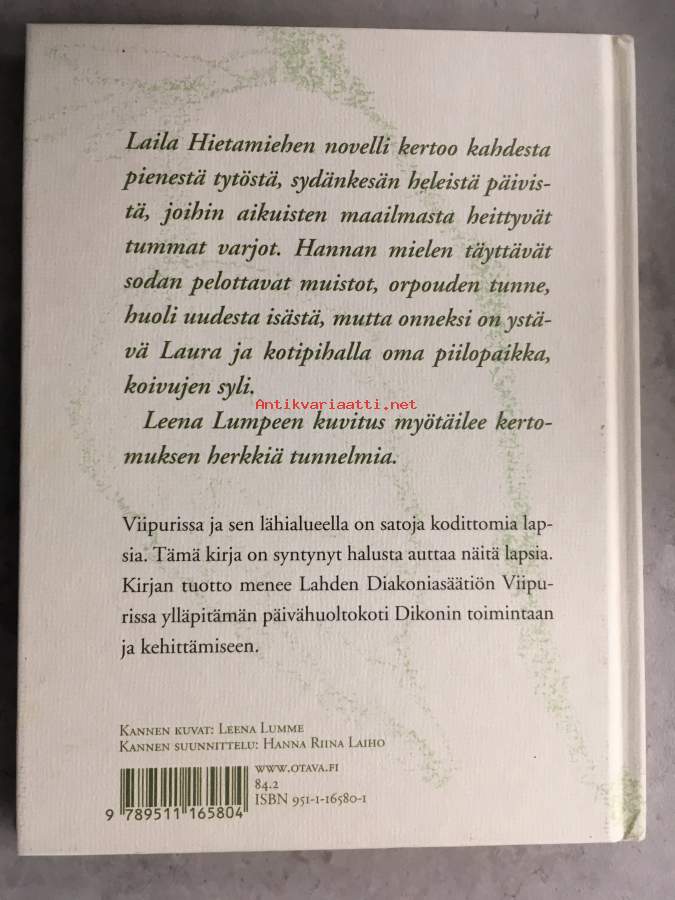 Laila Hietamiehen novelli kertoo kahdesta
pienestä tytöstä, sydänkesän heleistä päivis-
tä, joihin aikuisten maailmasta heittyvät
tummat varjot. Hannan mielen täyttävät
sodan pelottavat muistot, orpouden tunne,
huoli uudesta isästä, mutta onneksi on ystä-
vä Laura ja kotipihalla oma piilopaikka,
koivujen syli.
Antikvariaatti.net
Leena Lumpeen kuvitus myötäilee kerto-
muksen herkkiä tunnelmia.
Viipurissa ja sen lähialueella on satoja kodittomia lap-
sia. Tämä kirja on syntynyt halusta auttaa näitä lapsia.
Kirjan tuotto menee Lahden Diakoniasäätiön Viipu-
rissa ylläpitämän päivähuoltokoti Dikonin toimintaan
ja kehittämiseen.
Kannen kuvat: Leena Lumme
Kannen suunnittelu: Hanna Riina Laiho
www.otava.fi
84.2
ISBN 951-1-16580-1
9 789511 165804